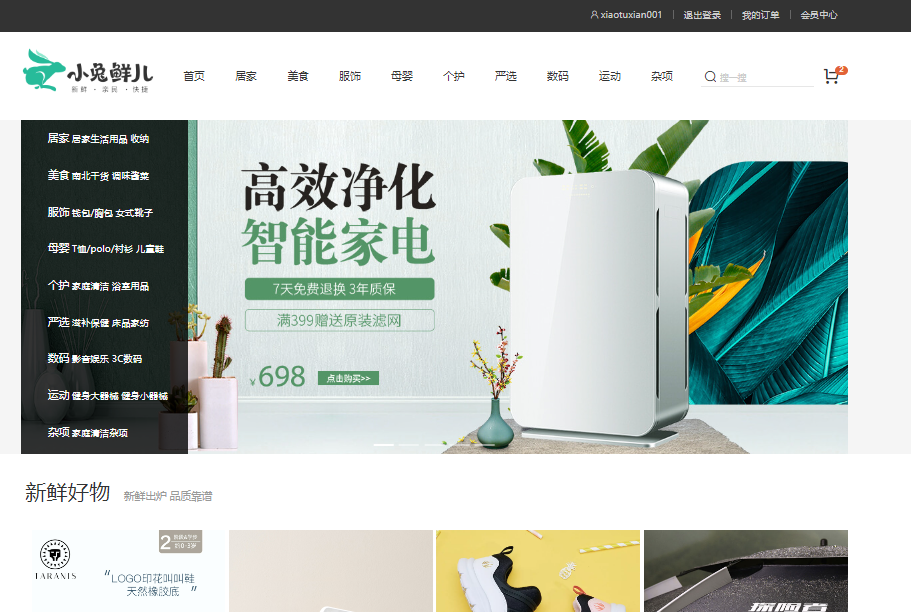 xiaotuxian001 退出登录 我的订单 会员中心
小兔鲜儿
新鲜 · 亲民 · 快捷
首页 居家 美食 服饰 母婴 个护 严选 数码 运动 杂项 搜一搜 2
居家 居家生活用品 收纳
美食 南北干货 调味酱菜
服饰 钱包/胸包 女式靴子
母婴 T恤/polo/衬衫 儿童鞋
个护 家庭清洁 浴室用品
严选 滋补保健 床品家纺
数码 影音娱乐 3C数码
运动 健身大器械 健身小器械
杂项 家庭清洁杂项
高效净化
智能家电
7天免费退换 3年质保
满399赠送原装滤网
¥698 点击购买>>
新鲜好物 新鲜出炉 品质靠谱
TARANIS
2
“LOGO印花叫叫鞋
天然橡胶底 ”